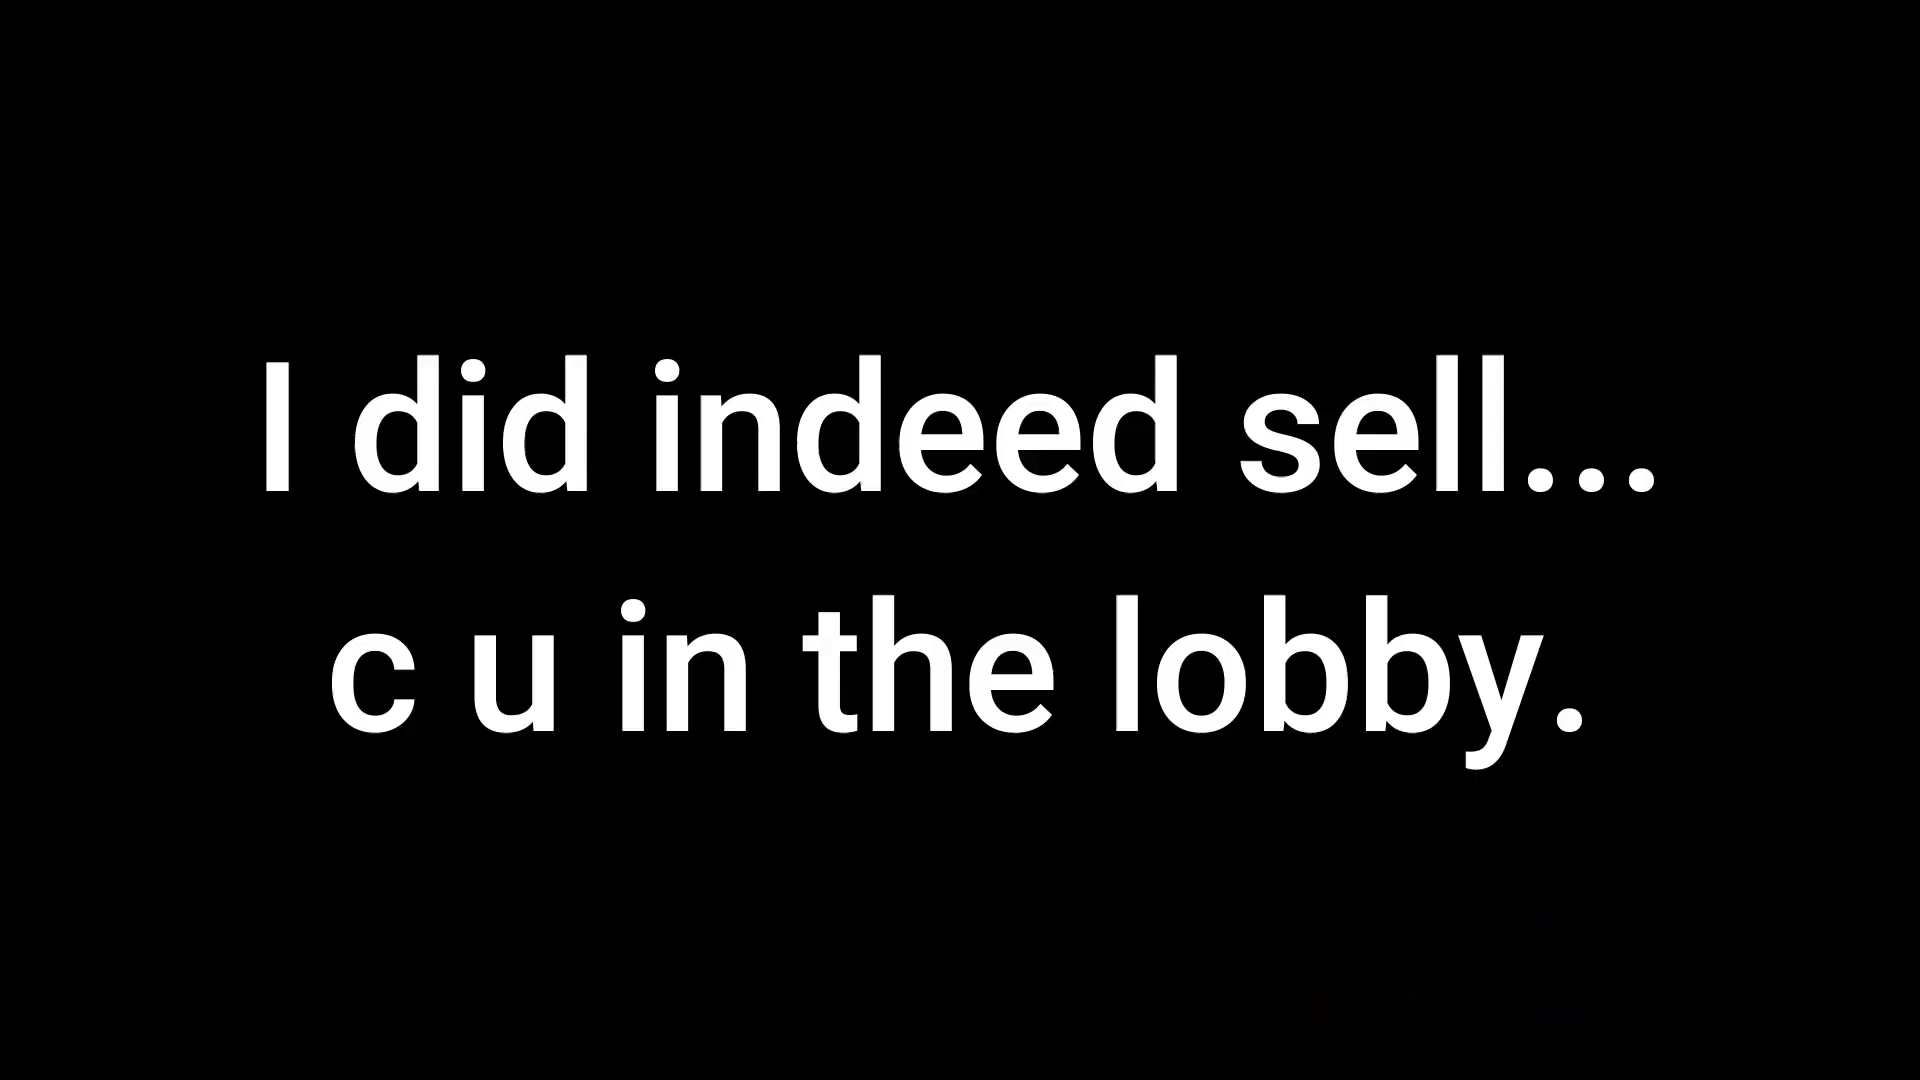 I did indeed sell...
c u in the lobby.